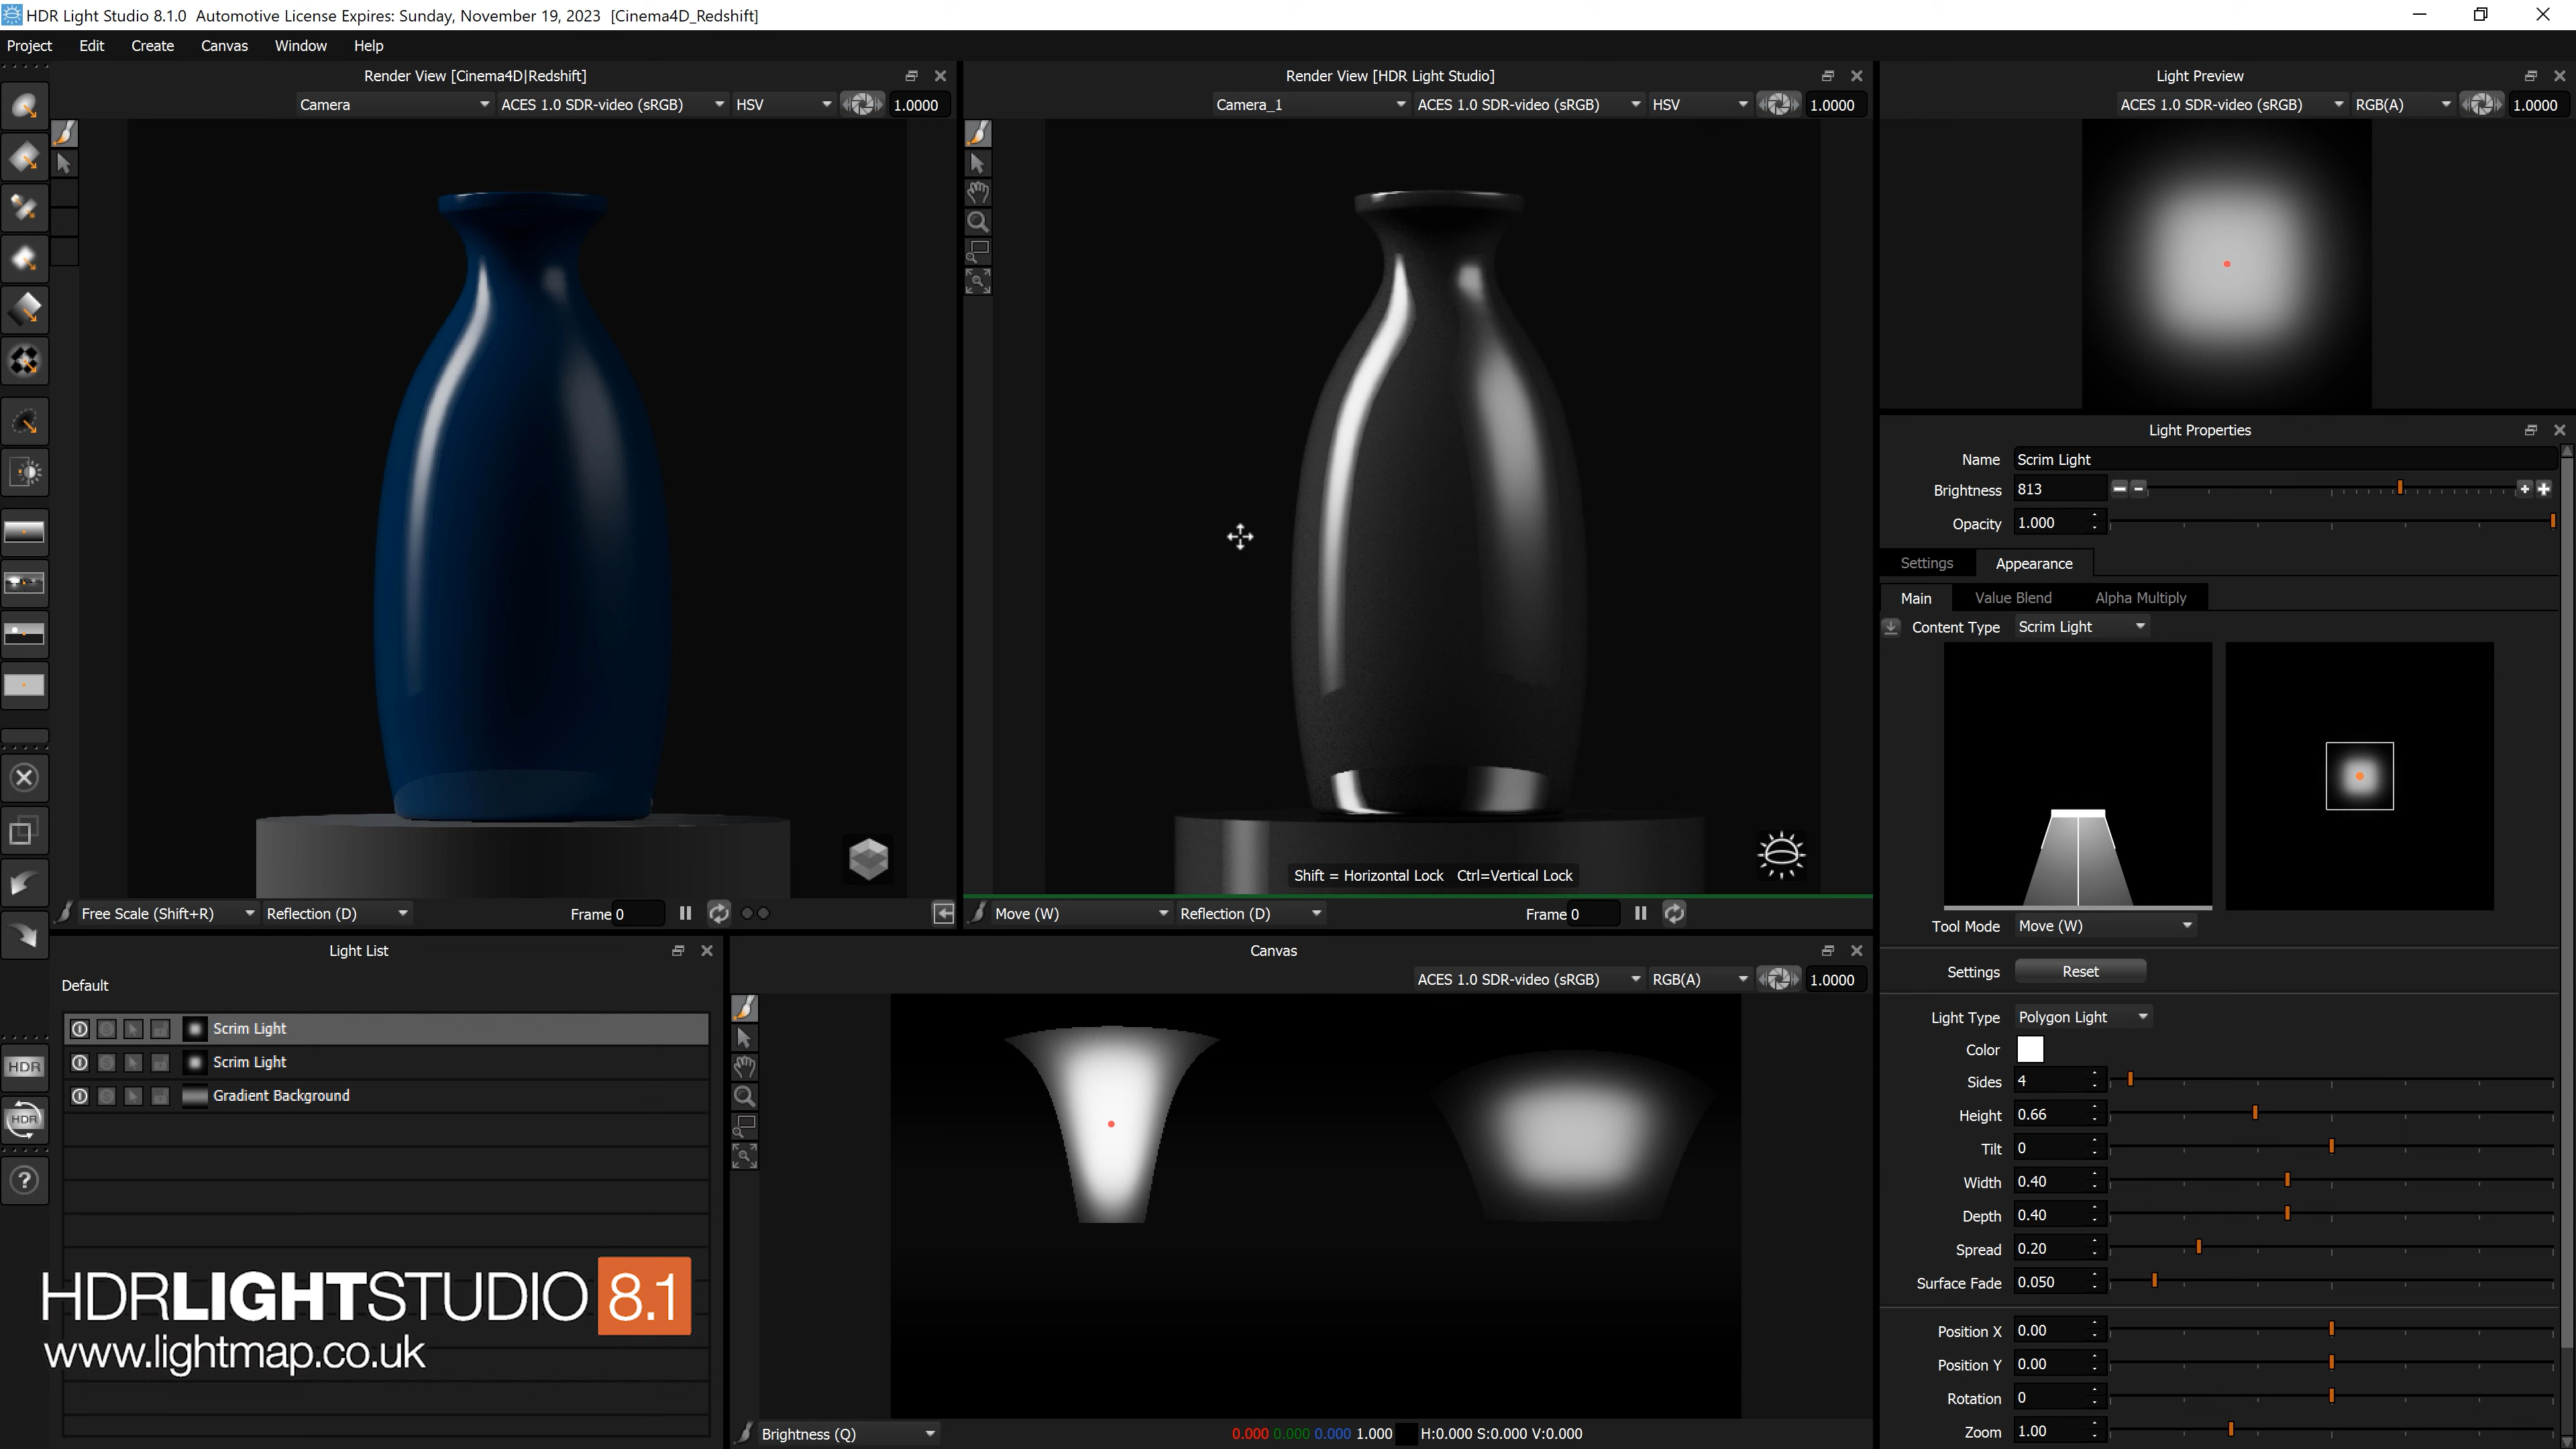 HDR Light Studio 8.1.0  Automotive License Expires: Sunday, November 19, 2023  [Cinema4D_Redshift]
Project Edit Create Canvas Window Help
Render View [Cinema4D|Redshift]
Camera ACES 1.0 SDR-video (sRGB) HSV 1.0000
Free Scale (Shift+R) Reflection (D) Frame 0
Render View [HDR Light Studio]
Camera_1 ACES 1.0 SDR-video (sRGB) HSV 1.0000
Shift = Horizontal Lock Ctrl=Vertical Lock
Move (W) Reflection (D) Frame 0
Light Preview
ACES 1.0 SDR-video (sRGB) RGB(A) 1.0000
Light Properties
Name Scrim Light
Brightness 813
Opacity 1.000
Settings Appearance
Main Value Blend Alpha Multiply
Content Type Scrim Light
Tool Mode Move (W)
Settings Reset
Light Type Polygon Light
Color
Sides 4
Height 0.66
Tilt 0
Width 0.40
Depth 0.40
Spread 0.20
Surface Fade 0.050
Position X 0.00
Position Y 0.00
Rotation 0
Zoom 1.00
HDR
HDR
?
Light List
Default
S Scrim Light
S Scrim Light
S Gradient Background
HDRLIGHTSTUDIO 8.1
www.lightmap.co.uk
Canvas
ACES 1.0 SDR-video (sRGB) RGB(A) 1.0000
Brightness (Q) 0.000 0.000 0.000 1.000 H:0.000 S:0.000 V:0.000